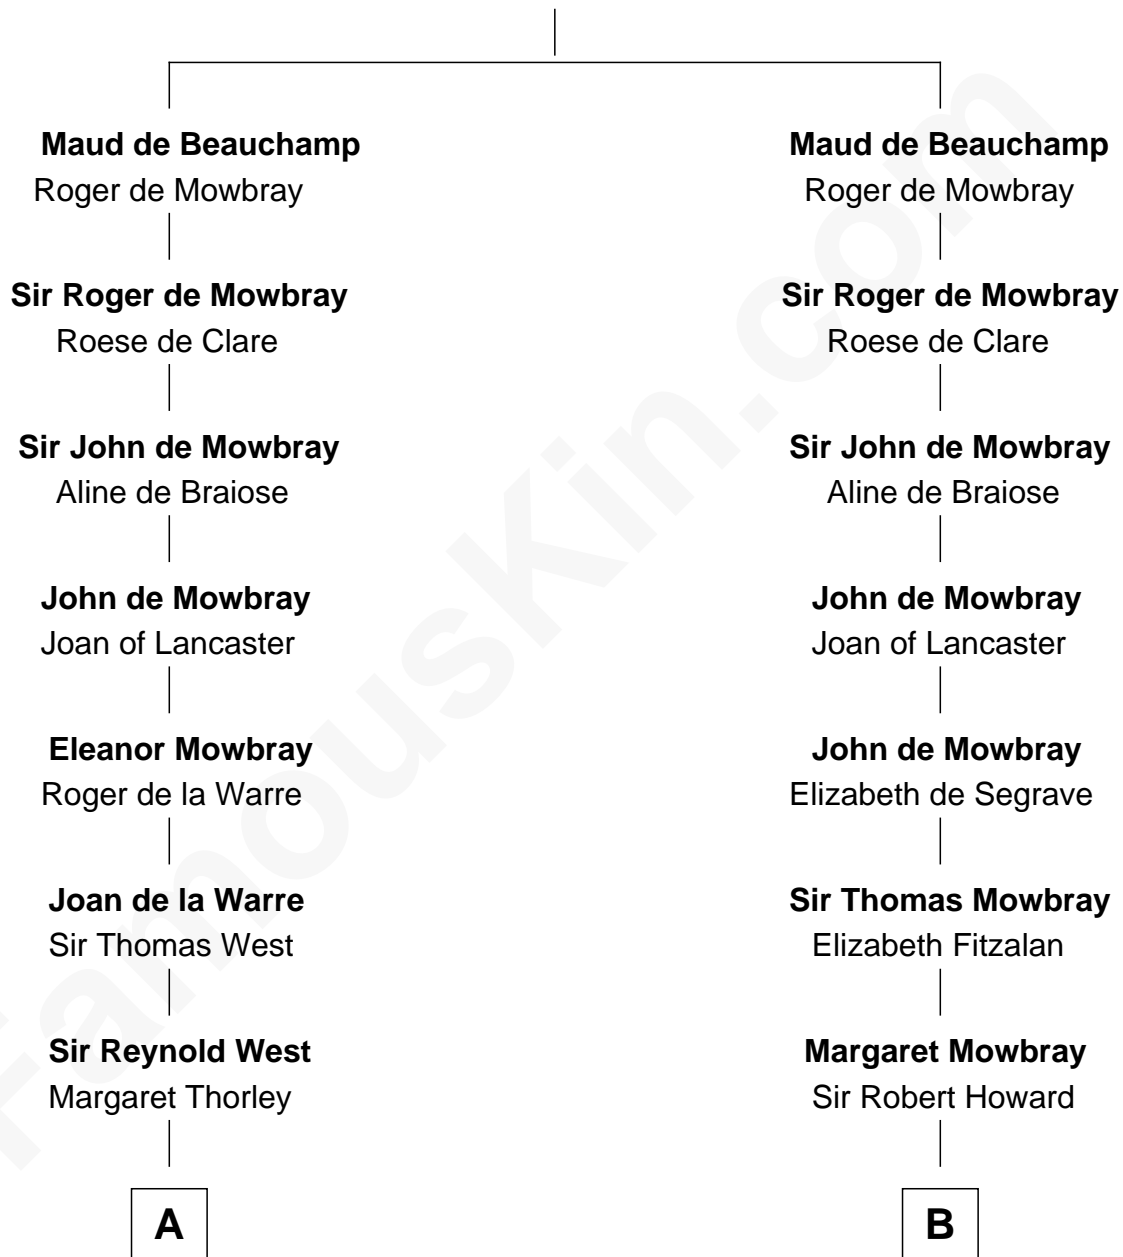 Maud de Beauchamp
Roger de Mowbray
Sir Roger de Mowbray
Roese de Clare
Sir John de Mowbray
Aline de Braiose
John de Mowbray
Joan of Lancaster
Eleanor Mowbray
Roger de la Warre
Joan de la Warre
Sir Thomas West
Sir Reynold West
Margaret Thorley
A
Maud de Beauchamp
Roger de Mowbray
Sir Roger de Mowbray
Roese de Clare
Sir John de Mowbray
Aline de Braiose
John de Mowbray
Joan of Lancaster
John de Mowbray
Elizabeth de Segrave
Sir Thomas Mowbray
Elizabeth Fitzalan
Margaret Mowbray
Sir Robert Howard
B
FamousKin.com